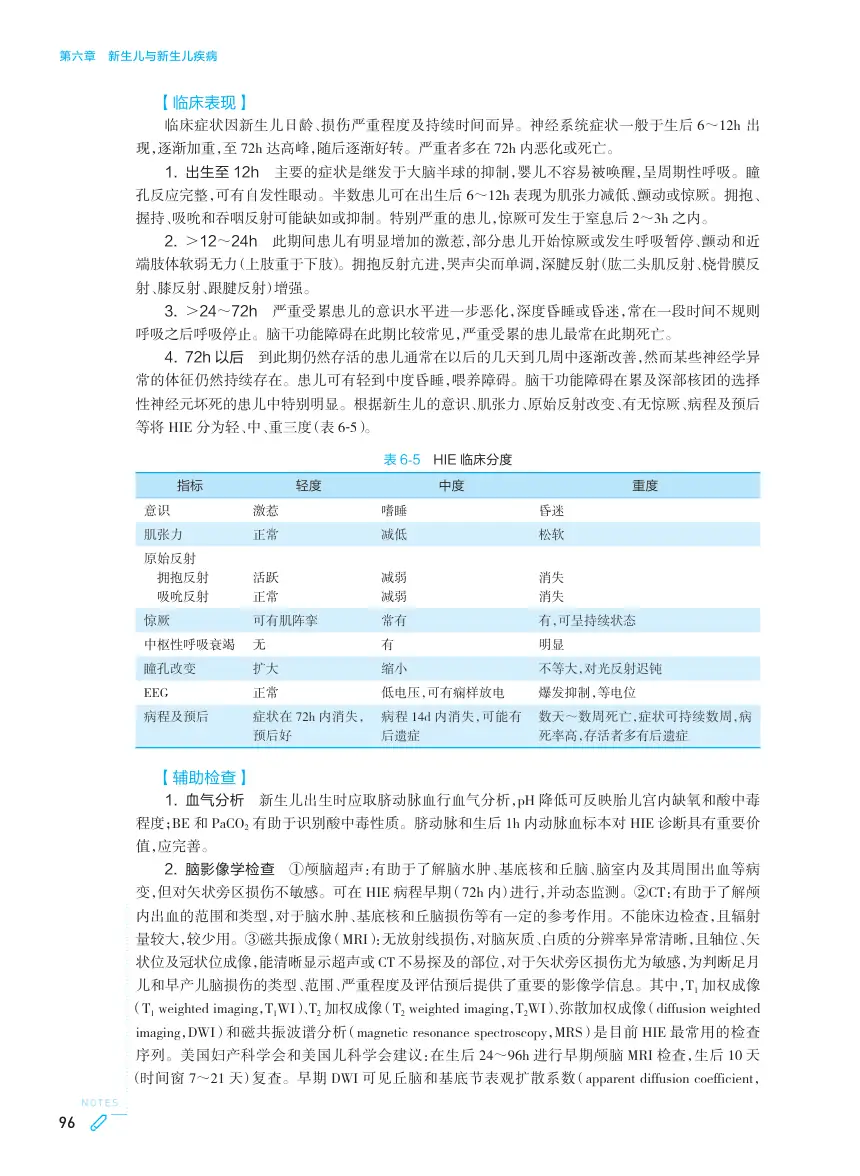 第六章 新生儿与新生儿疾病
【临床表现】
临床症状因新生儿日龄、损伤严重程度及持续时间而异。神经系统症状一般于生后 6～12h 出
现,逐渐加重,至 72h 达高峰,随后逐渐好转。严重者多在 72h 内恶化或死亡。
1. 出生至 12h 主要的症状是继发于大脑半球的抑制,婴儿不容易被唤醒,呈周期性呼吸。瞳
孔反应完整,可有自发性眼动。半数患儿可在出生后 6～12h 表现为肌张力减低、颤动或惊厥。拥抱、
握持、吸吮和吞咽反射可能缺如或抑制。特别严重的患儿,惊厥可发生于窒息后 2～3h 之内。
2. ＞12～24h 此期间患儿有明显增加的激惹,部分患儿开始惊厥或发生呼吸暂停、颤动和近
端肢体软弱无力(上肢重于下肢)。拥抱反射亢进,哭声尖而单调,深腱反射(肱二头肌反射、桡骨膜反
射、膝反射、跟腱反射)增强。
3. ＞24～72h 严重受累患儿的意识水平进一步恶化,深度昏睡或昏迷,常在一段时间不规则
呼吸之后呼吸停止。脑干功能障碍在此期比较常见,严重受累的患儿最常在此期死亡。
4. 72h 以后 到此期仍然存活的患儿通常在以后的几天到几周中逐渐改善,然而某些神经学异
常的体征仍然持续存在。患儿可有轻到中度昏睡,喂养障碍。脑干功能障碍在累及深部核团的选择
性神经元坏死的患儿中特别明显。根据新生儿的意识、肌张力、原始反射改变、有无惊厥、病程及预后
等将 HIE 分为轻、中、重三度(表 6-5)。
表 6-5 HIE 临床分度
指标 轻度 中度 重度
意识 激惹 嗜睡 昏迷
肌张力 正常 减低 松软
原始反射
拥抱反射 活跃 减弱 消失
吸吮反射 正常 减弱 消失
惊厥 可有肌阵挛 常有 有,可呈持续状态
中枢性呼吸衰竭 无 有 明显
瞳孔改变 扩大 缩小 不等大,对光反射迟钝
EEG 正常 低电压,可有痫样放电 爆发抑制,等电位
病程及预后 症状在 72h 内消失, 病程 14d 内消失,可能有 数天～数周死亡,症状可持续数周,病
预后好 后遗症 死率高,存活者多有后遗症
【辅助检查】
1. 血气分析 新生儿出生时应取脐动脉血行血气分析,pH 降低可反映胎儿宫内缺氧和酸中毒
程度;BE 和 PaCO₂ 有助于识别酸中毒性质。脐动脉和生后 1h 内动脉血标本对 HIE 诊断具有重要价
值,应完善。
2. 脑影像学检查 ①颅脑超声:有助于了解脑水肿、基底核和丘脑、脑室内及其周围出血等病
变,但对矢状旁区损伤不敏感。可在 HIE 病程早期(72h 内)进行,并动态监测。②CT:有助于了解颅
内出血的范围和类型,对于脑水肿、基底核和丘脑损伤等有一定的参考作用。不能床边检查,且辐射
量较大,较少用。③磁共振成像(MRI):无放射线损伤,对脑灰质、白质的分辨率异常清晰,且轴位、矢
状位及冠状位成像,能清晰显示超声或 CT 不易探及的部位,对于矢状旁区损伤尤为敏感,为判断足月
儿和早产儿脑损伤的类型、范围、严重程度及评估预后提供了重要的影像学信息。其中,T₁ 加权成像
(T₁ weighted imaging,T₁WI)、T₂ 加权成像(T₂ weighted imaging,T₂WI)、弥散加权成像(diffusion weighted
imaging,DWI)和磁共振波谱分析(magnetic resonance spectroscopy,MRS)是目前 HIE 最常用的检查
序列。美国妇产科学会和美国儿科学会建议:在生后 24～96h 进行早期颅脑 MRI 检查,生后 10 天
(时间窗 7～21 天)复查。早期 DWI 可见丘脑和基底节表观扩散系数(apparent diffusion coefficient,
NOTES
96